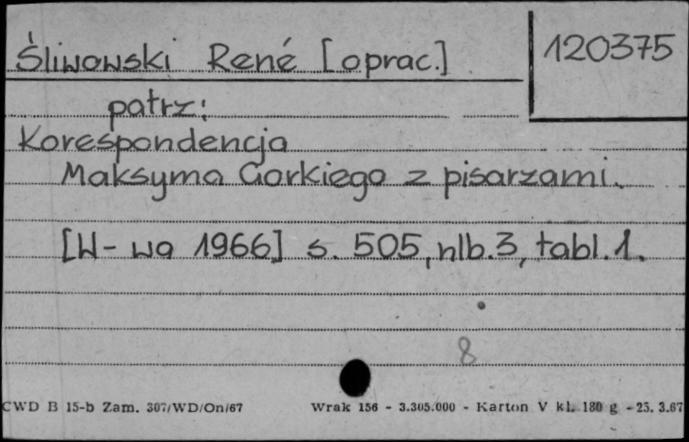 Śliwowski René [oprac.]
120375
patrz:
Korespondencja
Maksyma Gorkiego z pisarzami.
[W-wa 1966] s. 505, nlb.3, tabl.1.
8
CWD B 15-b Zam. 307/WD/On/67 Wrak 156 - 3.305.000 - Karton V kl. 180 g - 25. 3.67